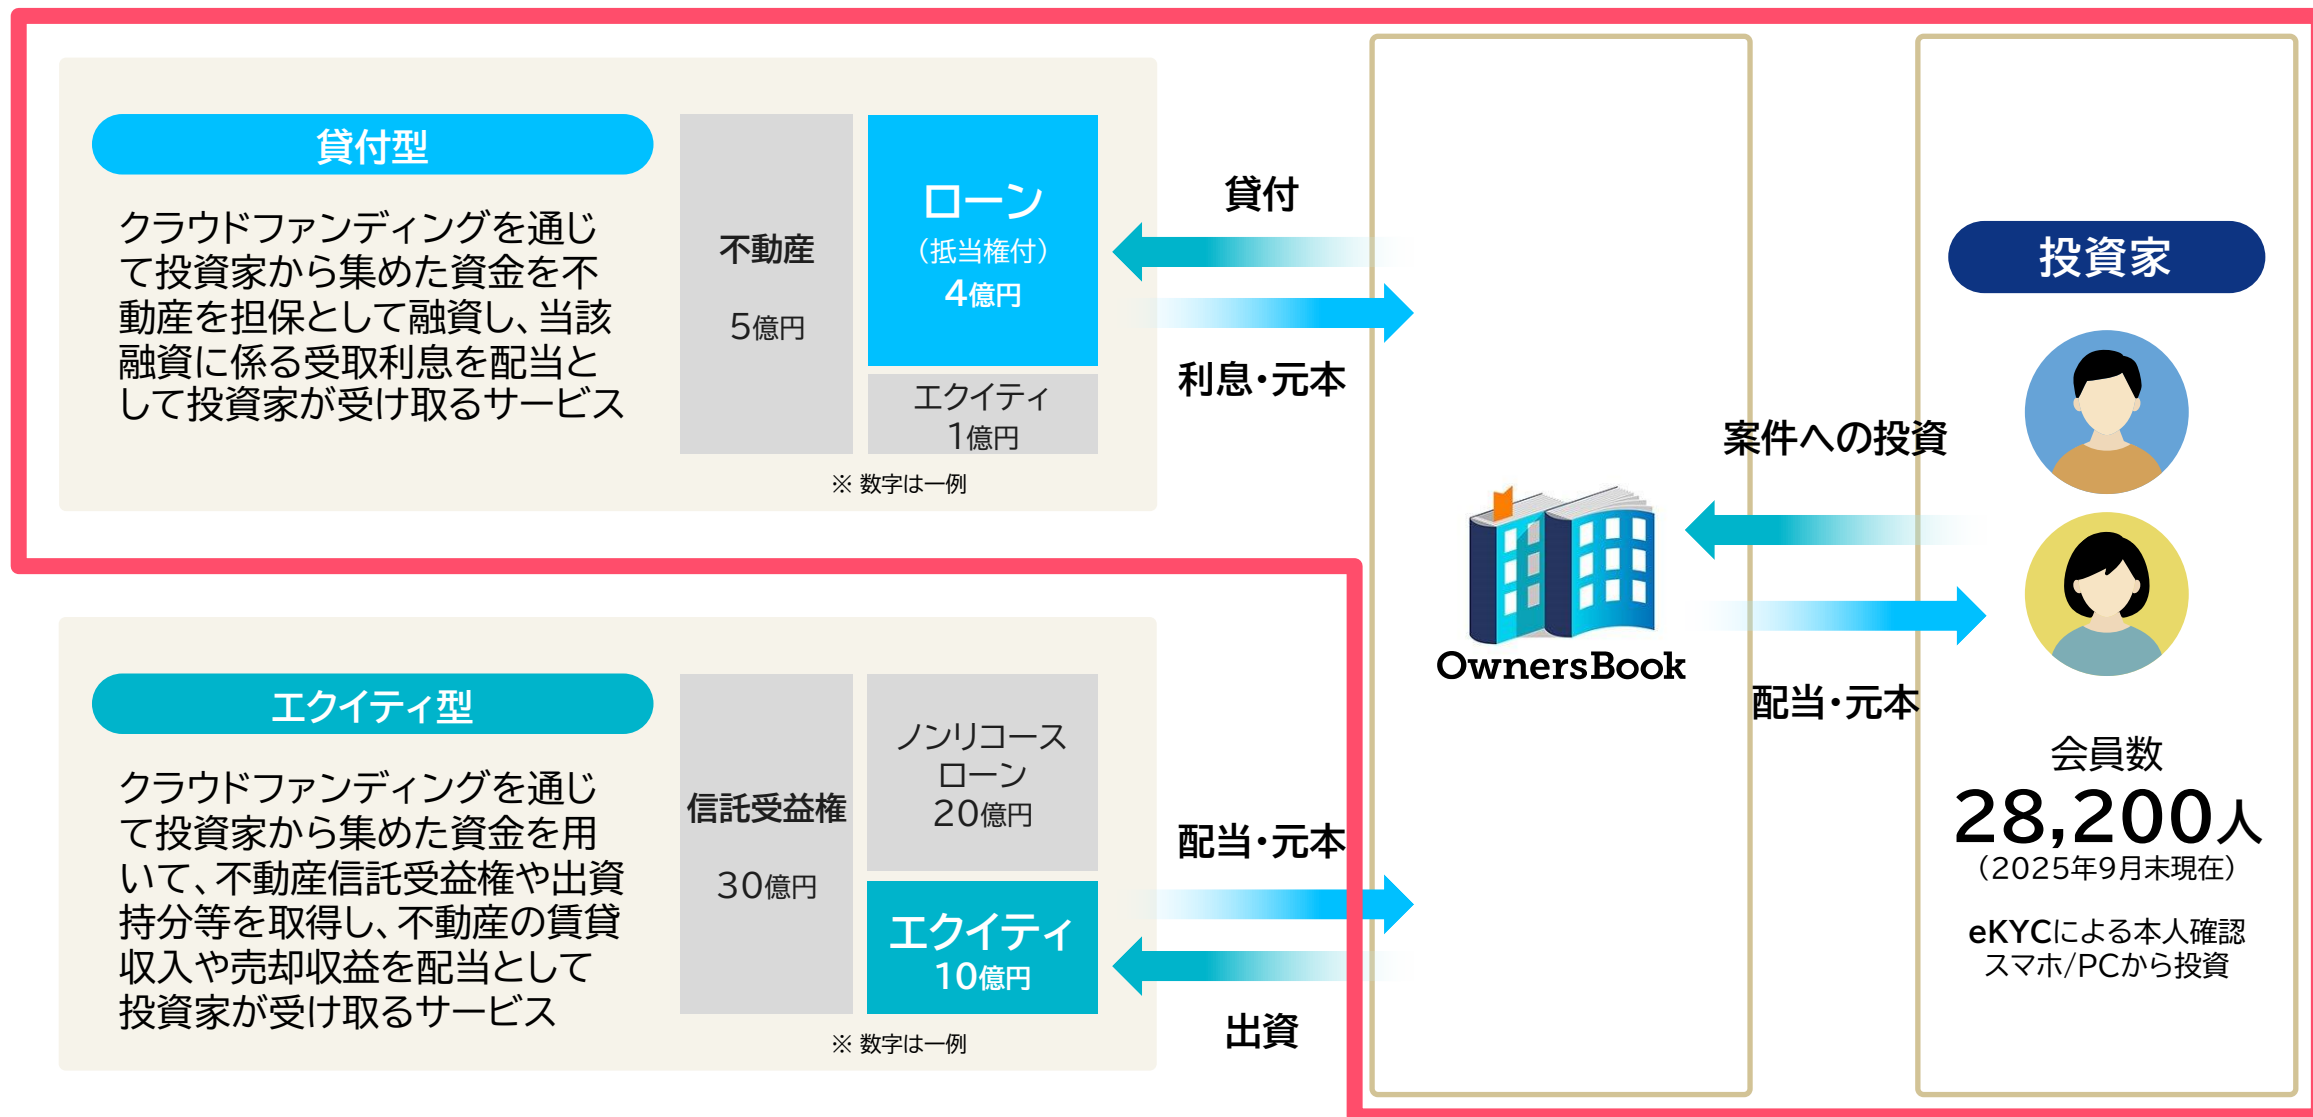 貸付型
クラウドファンディングを通じ
て投資家から集めた資金を不
動産を担保として融資し、当該
融資に係る受取利息を配当と
して投資家が受け取るサービス
不動産
5億円
ローン
（抵当権付）
4億円
エクイティ
1億円
※ 数字は一例
貸付
利息・元本
エクイティ型
クラウドファンディングを通じ
て投資家から集めた資金を用
いて、不動産信託受益権や出資
持分等を取得し、不動産の賃貸
収入や売却収益を配当として
投資家が受け取るサービス
信託受益権
30億円
ノンリコース
ローン
20億円
エクイティ
10億円
※ 数字は一例
配当・元本
出資
OwnersBook
案件への投資
配当・元本
投資家
会員数
28,200人
（2025年9月末現在）
eKYCによる本人確認
スマホ/PCから投資